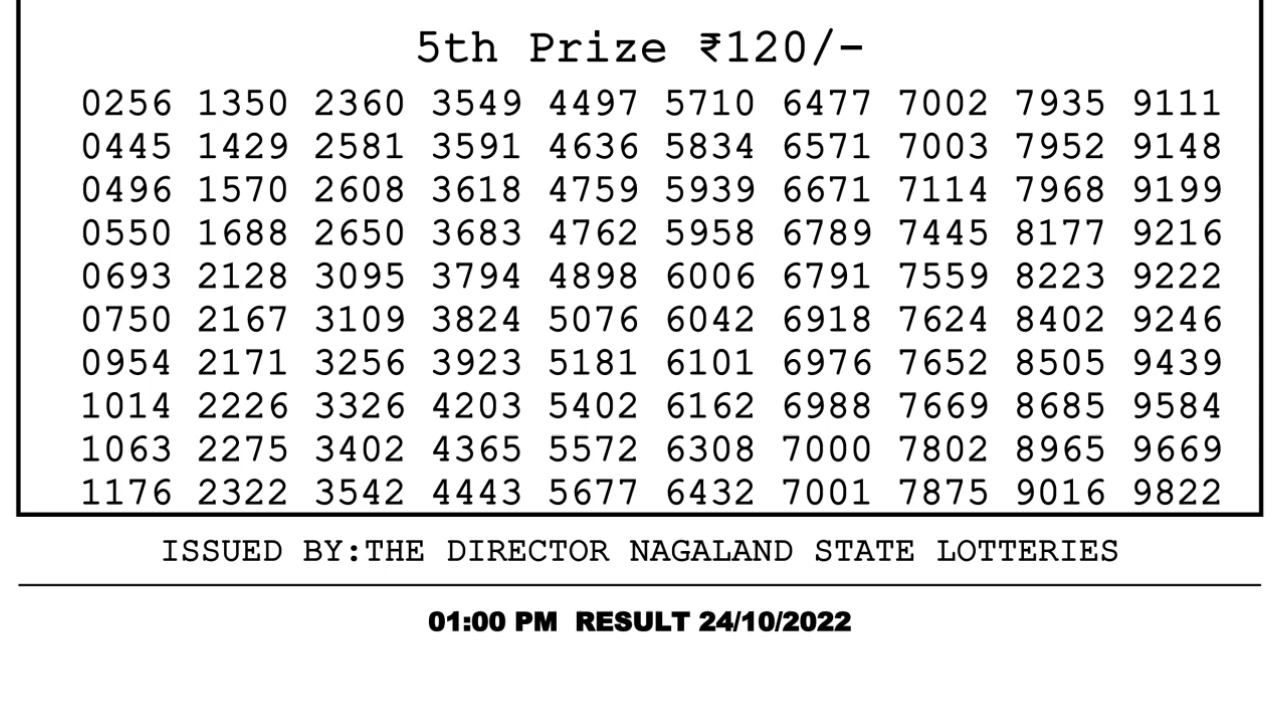 5th Prize ₹120/-
0256 1350 2360 3549 4497 5710 6477 7002 7935 9111
0445 1429 2581 3591 4636 5834 6571 7003 7952 9148
0496 1570 2608 3618 4759 5939 6671 7114 7968 9199
0550 1688 2650 3683 4762 5958 6789 7445 8177 9216
0693 2128 3095 3794 4898 6006 6791 7559 8223 9222
0750 2167 3109 3824 5076 6042 6918 7624 8402 9246
0954 2171 3256 3923 5181 6101 6976 7652 8505 9439
1014 2226 3326 4203 5402 6162 6988 7669 8685 9584
1063 2275 3402 4365 5572 6308 7000 7802 8965 9669
1176 2322 3542 4443 5677 6432 7001 7875 9016 9822
ISSUED BY:THE DIRECTOR NAGALAND STATE LOTTERIES
01:00 PM RESULT 24/10/2022